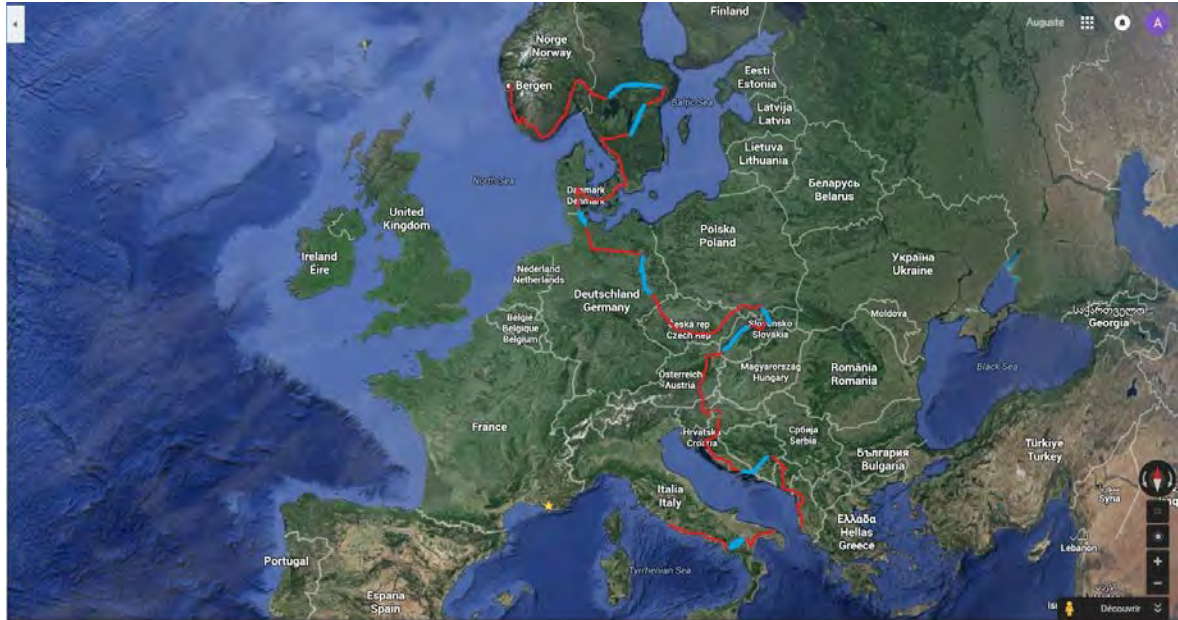 Finland
Auguste
A
Norge
Norway
Bergen
Eesti
Estonia
Baltic Sea
Latvija
Latvia
Lietuva
Lithuania
North Sea
Danmark
Denmark
Беларусь
Belarus
United
Kingdom
Ireland
Éire
Polska
Poland
Україна
Ukraine
Nederland
Netherlands
Deutschland
Germany
België
Belgique
Belgium
Česká rep
Czech Rep
Slovensko
Slovakia
Moldova
საქართველო
Georgia
Österreich
Austria
Magyarország
Hungary
România
Romania
Black Sea
France
Hrvatska
Croatia
Србија
Serbia
България
Bulgaria
Türkiye
Turkey
Italia
Italy
Ελλάδα
Hellas
Greece
Syria
Portugal
Tyrrhenian Sea
España
Spain
Lebanon
Découvrir